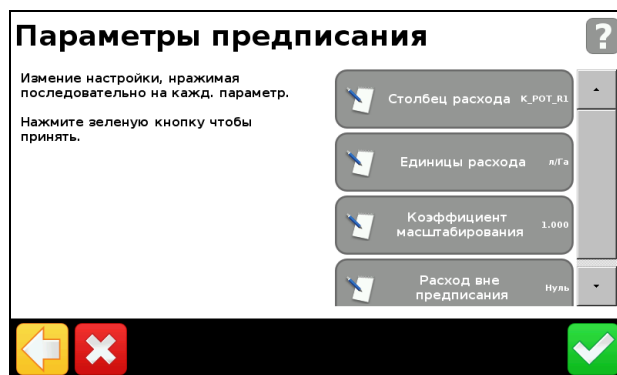 Параметры предписания
?
Измение настройки, нражимая
последовательно на кажд. параметр.
Нажмите зеленую кнопку чтобы
принять.
Столбец расхода K_POT_R1
Единицы расхода л/Га
Коэффициент
масштабирования 1.000
Расход вне
предписания Нуль